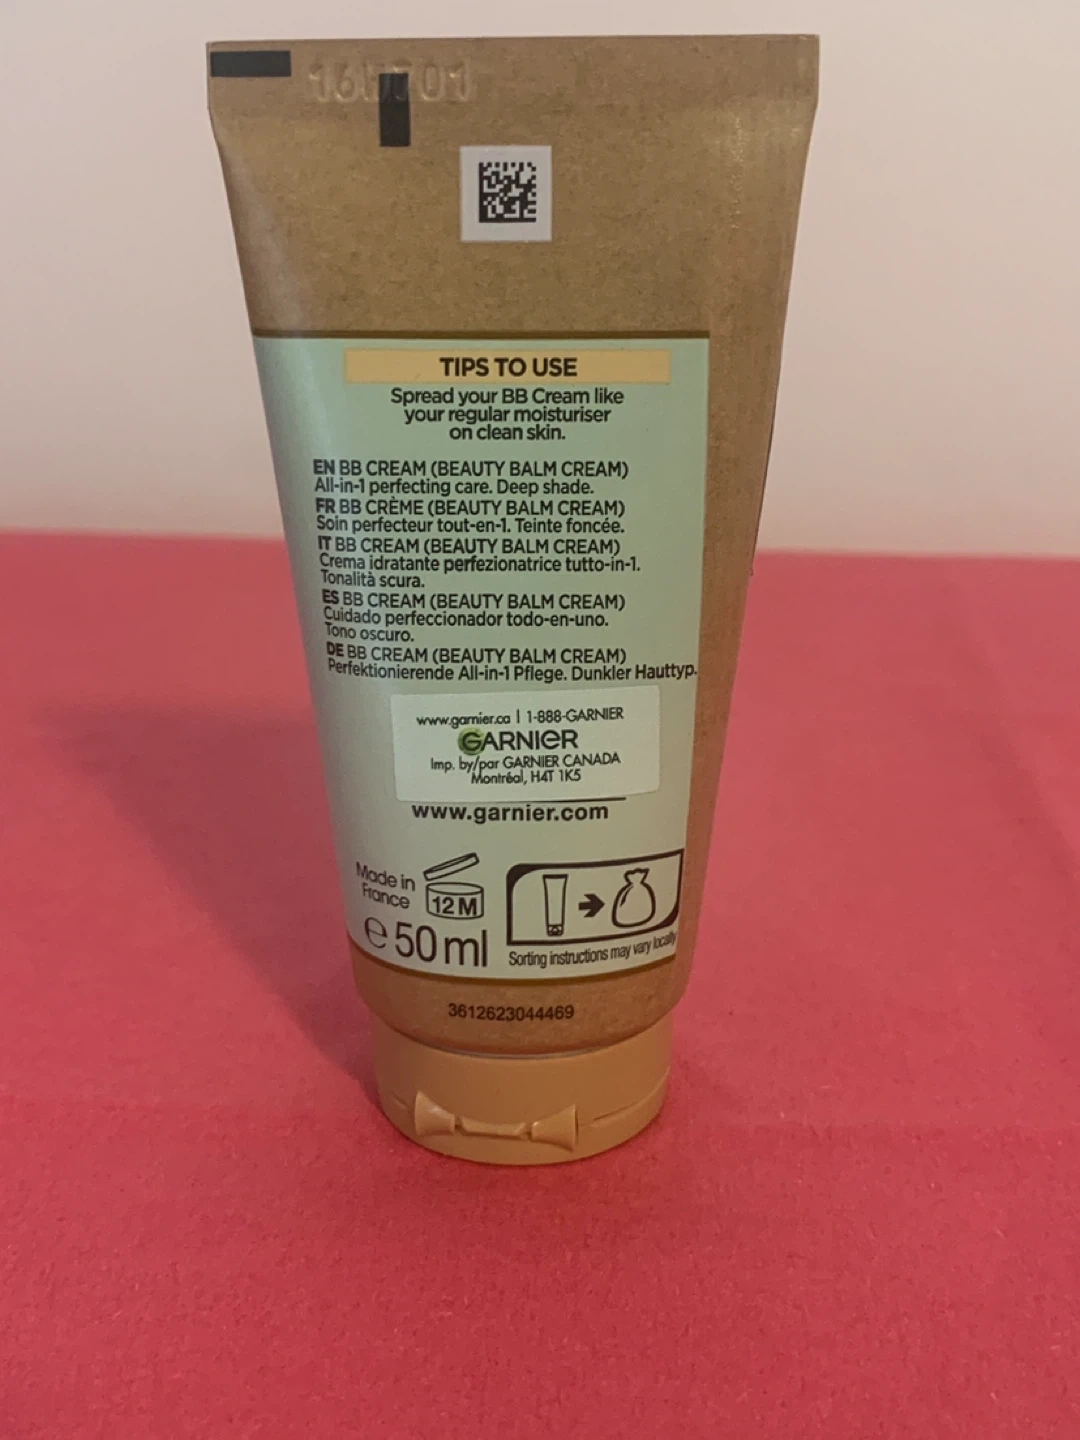 TIPS TO USE
Spread your BB Cream like
your regular moisturiser
on clean skin.
EN BB CREAM (BEAUTY BALM CREAM)
All-in-1 perfecting care. Deep shade.
FR BB CRÈME (BEAUTY BALM CREAM)
Soin perfecteur tout-en-1. Teinte foncée.
IT BB CREAM (BEAUTY BALM CREAM)
Crema idratante perfezionatrice tutto-in-1.
Tonalità scura.
ES BB CREAM (BEAUTY BALM CREAM)
Cuidado perfeccionador todo-en-uno.
Tono oscuro.
DE BB CREAM (BEAUTY BALM CREAM)
Perfektionierende All-in-1 Pflege. Dunkler Hauttyp.
www.garnier.ca | 1-888-GARNIER
GARNIER
Imp. by/par GARNIER CANADA
Montréal, H4T 1K5
www.garnier.com
Made in
France
12 M
℮ 50 ml
Sorting instructions may vary locally
3612623044469